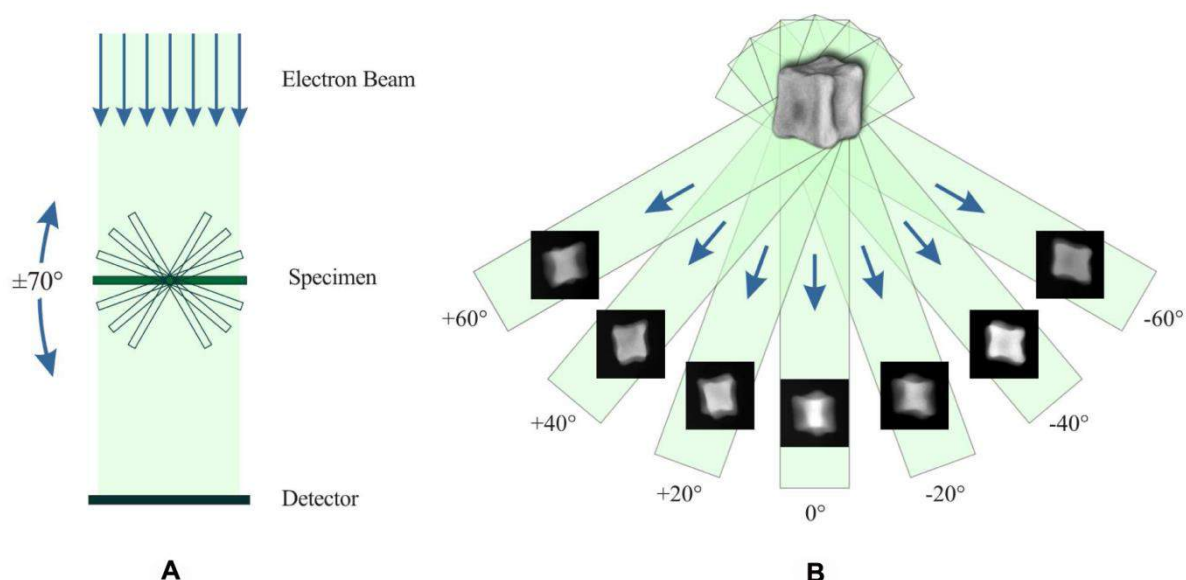 Electron Beam
±70°
Specimen
Detector
A
+60°
+40°
+20°
0°
-20°
-40°
-60°
B